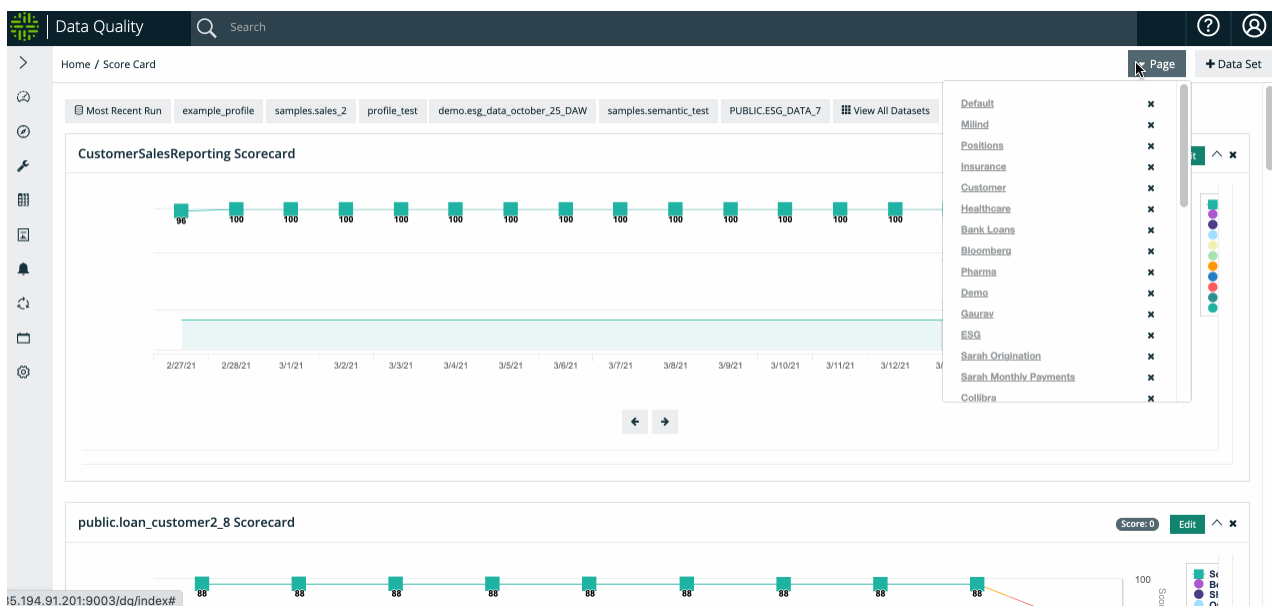 Data Quality
Search
Home / Score Card
Page
+ Data Set
Most Recent Run
example_profile
samples.sales_2
profile_test
demo.esg_data_october_25_DAW
samples.semantic_test
PUBLIC.ESG_DATA_7
View All Datasets
Default
Milind
Positions
Insurance
Customer
Healthcare
Bank Loans
Bloomberg
Pharma
Demo
Gaurav
ESG
Sarah Origination
Sarah Monthly Payments
Collibra
CustomerSalesReporting Scorecard
96 100 100 100 100 100 100 100 100 100 100 100 100 100
2/27/21 2/28/21 3/1/21 3/2/21 3/3/21 3/4/21 3/5/21 3/6/21 3/7/21 3/8/21 3/9/21 3/10/21 3/11/21 3/12/21 3/
public.loan_customer2_8 Scorecard
Score: 0
Edit
88 88 88 88 88 88 88 88 88
100
5.194.91.201:9003/dq/index#